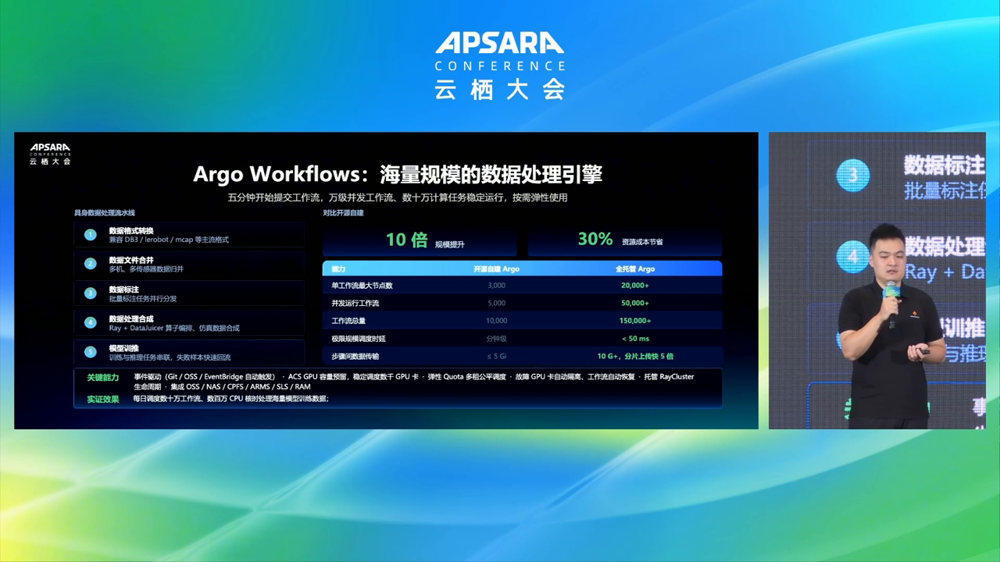 APSARA
CONFERENCE
云栖大会
APSARA
CONFERENCE
云栖大会
Argo Workflows：海量规模的数据处理引擎
五分钟开始提交工作流，万级并发工作流、数十万计算任务稳定运行，按需弹性使用
具身数据处理流水线
1 数据格式转换
兼容 DB3 / lerobot / mcap 等主流格式
2 数据文件合并
多机、多传感器数据归并
3 数据标注
批量标注任务并行分发
4 数据处理合成
Ray + DataJuicer 算子编排、仿真数据合成
5 模型训推
训练与推理任务串联，失败样本快速回流
对比开源自建
10 倍 规模提升
30% 资源成本节省
能力 开源自建 Argo 全托管 Argo
单工作流最大节点数 3,000 20,000+
并发运行工作流 5,000 50,000+
工作流总量 10,000 150,000+
极限规模调度时延 分钟级 < 50 ms
步骤间数据传输 ≤ 5 Gi 10 G+，分片上传快 5 倍
关键能力 事件驱动（Git / OSS / EventBridge 自动触发） · ACS GPU 容量预留，稳定调度数千 GPU 卡 · 弹性 Quota 多租公平调度 · 故障 GPU 卡自动隔离、工作流自动恢复 · 托管 RayCluster
生命周期 · 集成 OSS / NAS / CPFS / ARMS / SLS / RAM
实证效果 每日调度数十万工作流、数百万 CPU 核时处理海量模型训练数据；
3 数据标注
批量标注任
4 数据处理
Ray + Da
训推
与推理
事